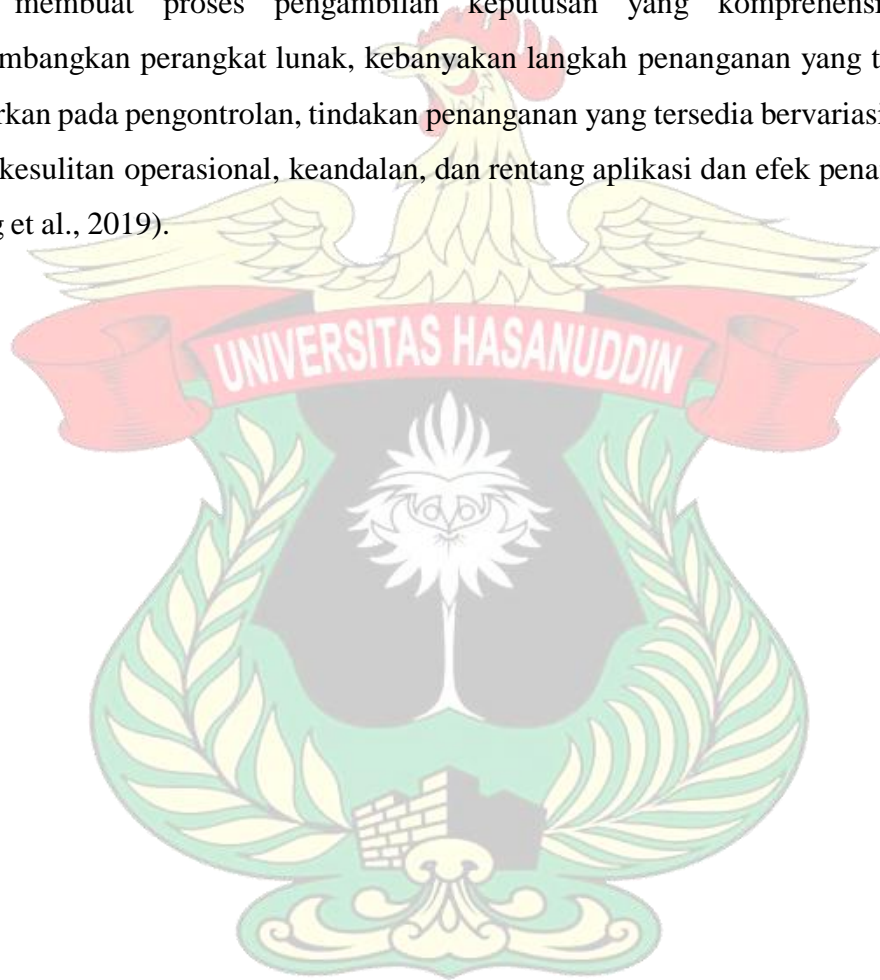 membuat proses pengambilan keputusan yang komprehensi
mbangkan perangkat lunak, kebanyakan langkah penanganan yang t
rkan pada pengontrolan, tindakan penanganan yang tersedia bervariasi
kesulitan operasional, keandalan, dan rentang aplikasi dan efek pena
g et al., 2019).
UNIVERSITAS HASANUDDIN